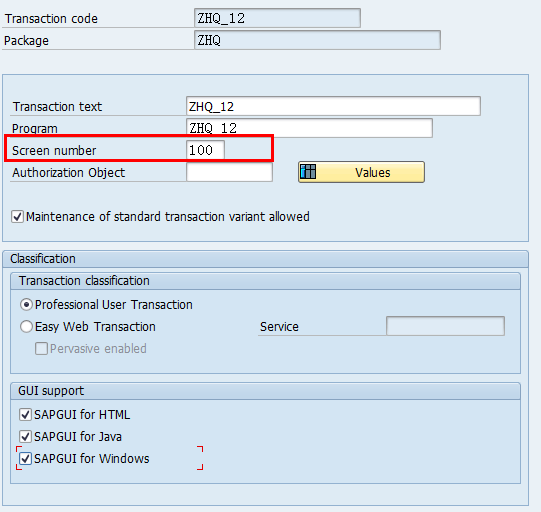 Transaction code ZHQ_12
Package ZHQ
Transaction text ZHQ_12
Program ZHQ_12
Screen number 100
Authorization Object Values
Maintenance of standard transaction variant allowed
Classification
Transaction classification
Professional User Transaction
Easy Web Transaction Service
Pervasive enabled
GUI support
SAPGUI for HTML
SAPGUI for Java
SAPGUI for Windows